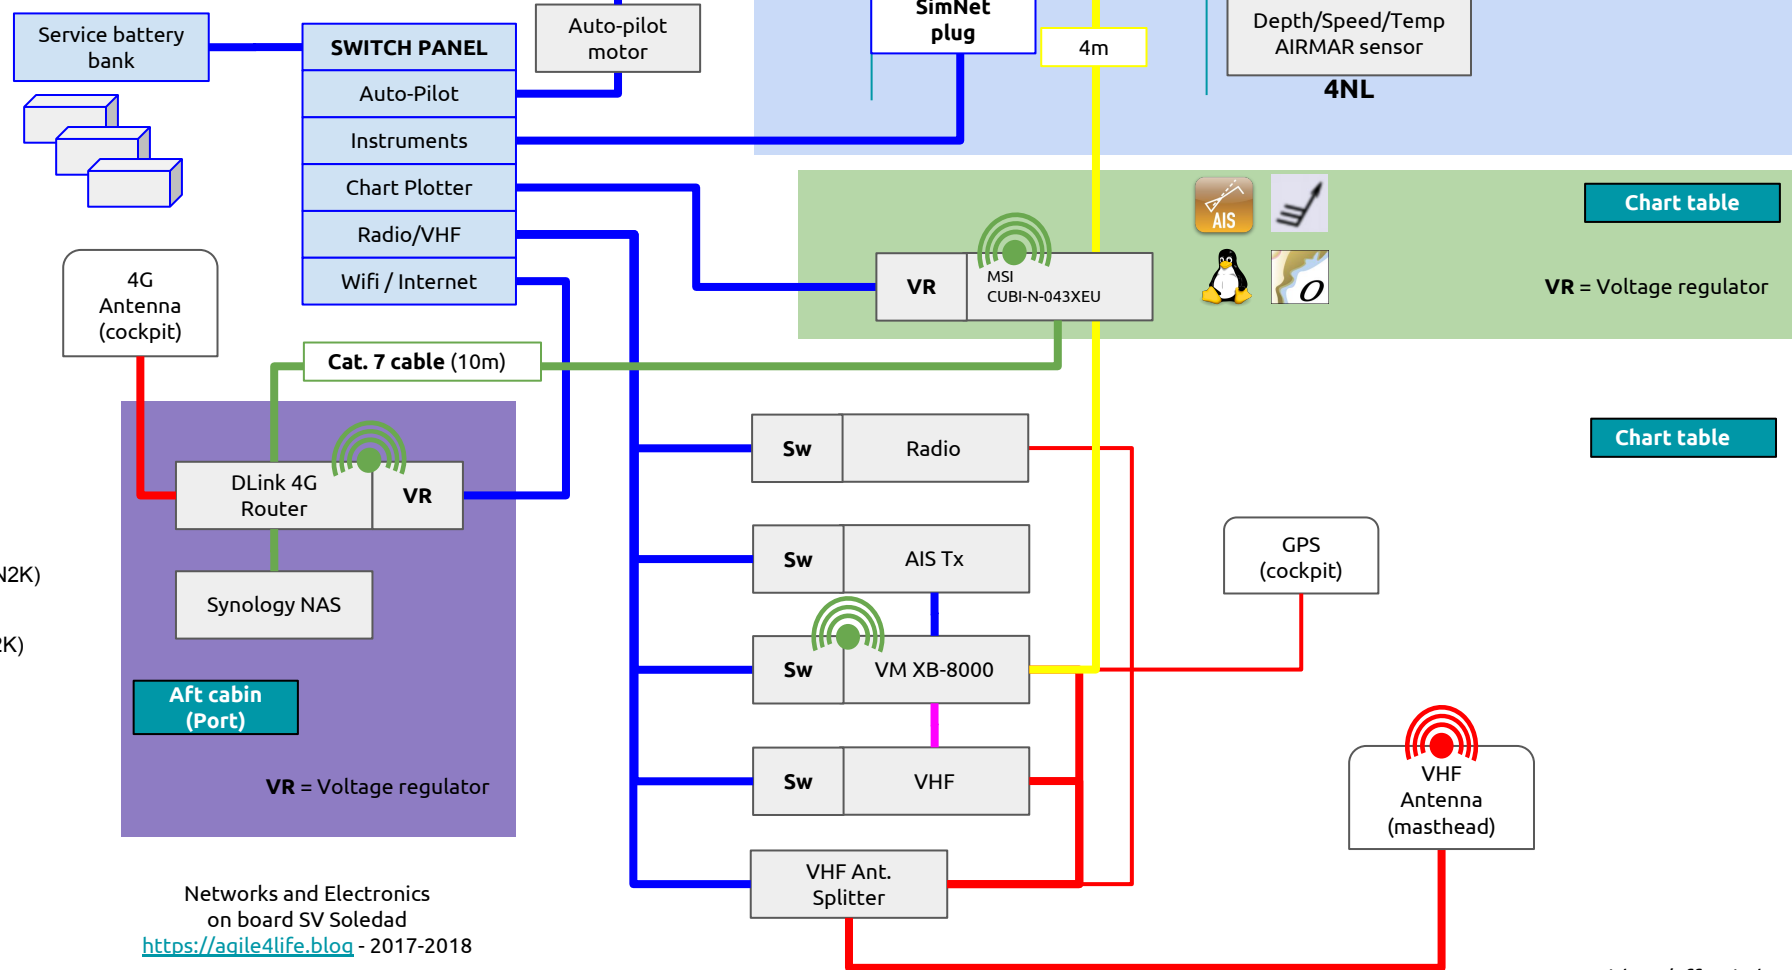 Service battery
bank
SWITCH PANEL
Auto-Pilot
Instruments
Chart Plotter
Radio/VHF
Wifi / Internet
Auto-pilot
motor
SimNet
plug
4m
Depth/Speed/Temp
AIRMAR sensor
4NL
AIS
O
Chart table
VR = Voltage regulator
VR
MSI
CUBI-N-043XEU
4G
Antenna
(cockpit)
Cat. 7 cable (10m)
Chart table
DLink 4G
Router
VR
Synology NAS
N2K)
2K)
Aft cabin
(Port)
VR = Voltage regulator
Sw
Radio
Sw
AIS Tx
Sw
VM XB-8000
Sw
VHF
VHF Ant.
Splitter
GPS
(cockpit)
VHF
Antenna
(masthead)
Networks and Electronics
on board SV Soledad
https://agile4life.blog - 2017-2018